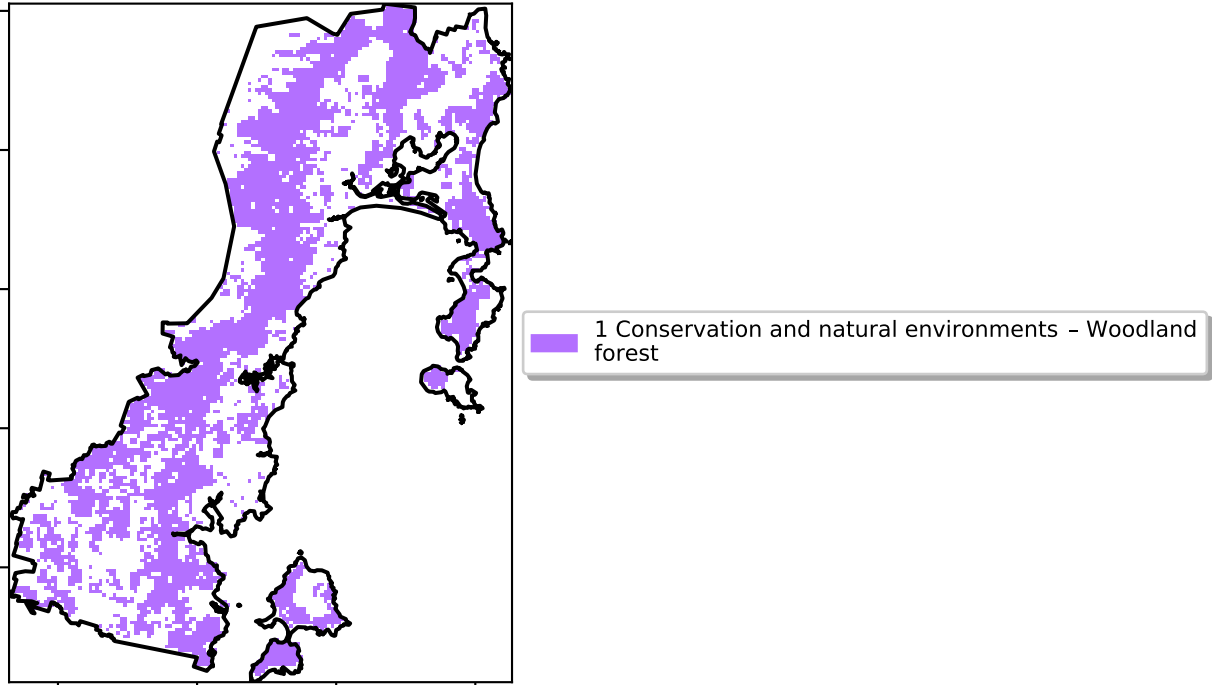 1 Conservation and natural environments – Woodland
forest